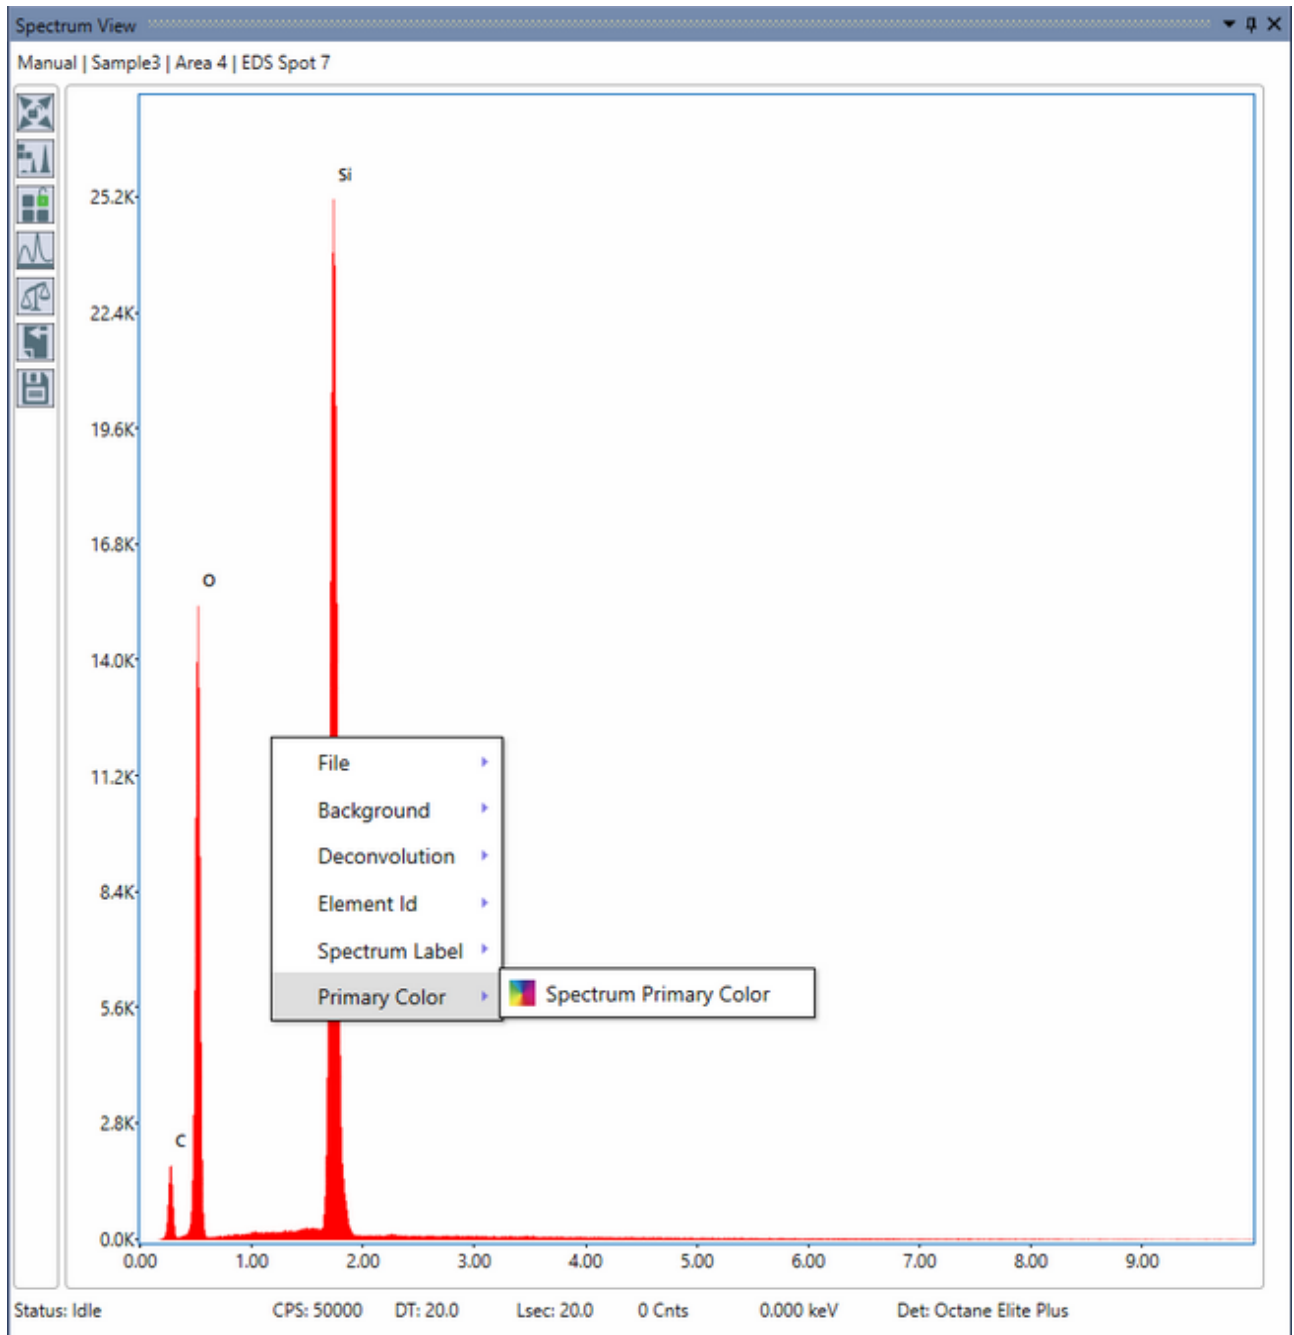 Spectrum View
Manual | Sample3 | Area 4 | EDS Spot 7
Si
25.2K
22.4K
19.6K
16.8K
O
14.0K
11.2K
File
Background
Deconvolution
8.4K
Element Id
Spectrum Label
Primary Color
Spectrum Primary Color
5.6K
2.8K
C
0.0K
0.00 1.00 2.00 3.00 4.00 5.00 6.00 7.00 8.00 9.00
Status: Idle CPS: 50000 DT: 20.0 Lsec: 20.0 0 Cnts 0.000 keV Det: Octane Elite Plus